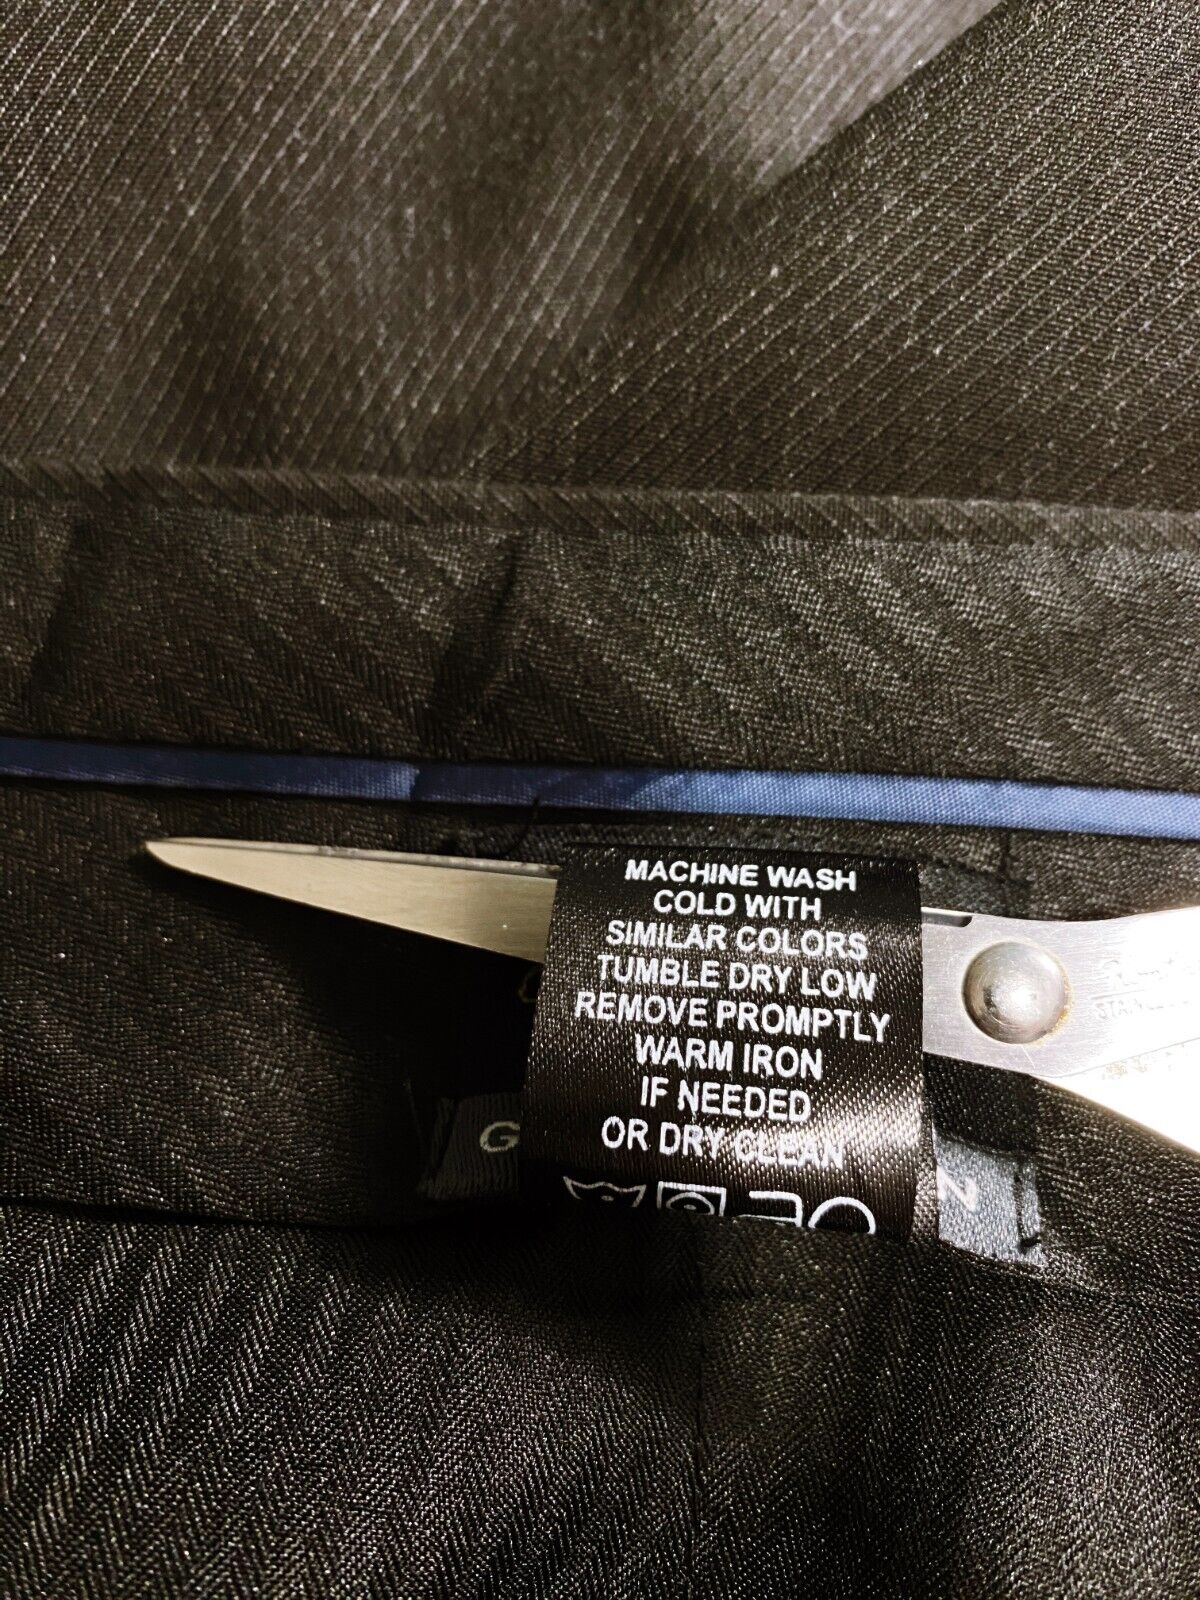 MACHINE WASH
COLD WITH
SIMILAR COLORS
TUMBLE DRY LOW
REMOVE PROMPTLY
WARM IRON
IF NEEDED
OR DRY CLEAN